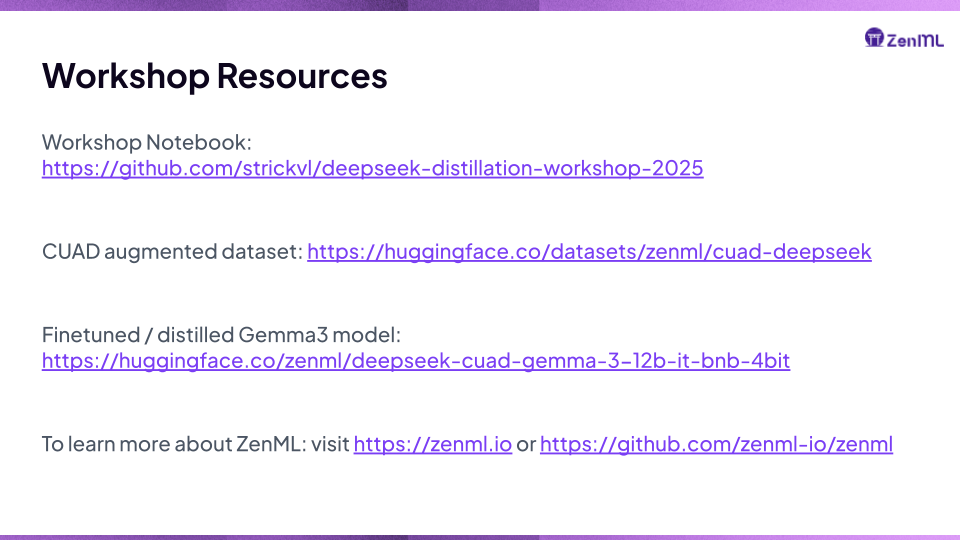 ZenML
Workshop Resources
Workshop Notebook:
https://github.com/strickvl/deepseek-distillation-workshop-2025
CUAD augmented dataset: https://huggingface.co/datasets/zenml/cuad-deepseek
Finetuned / distilled Gemma3 model:
https://huggingface.co/zenml/deepseek-cuad-gemma-3-12b-it-bnb-4bit
To learn more about ZenML: visit https://zenml.io or https://github.com/zenml-io/zenml